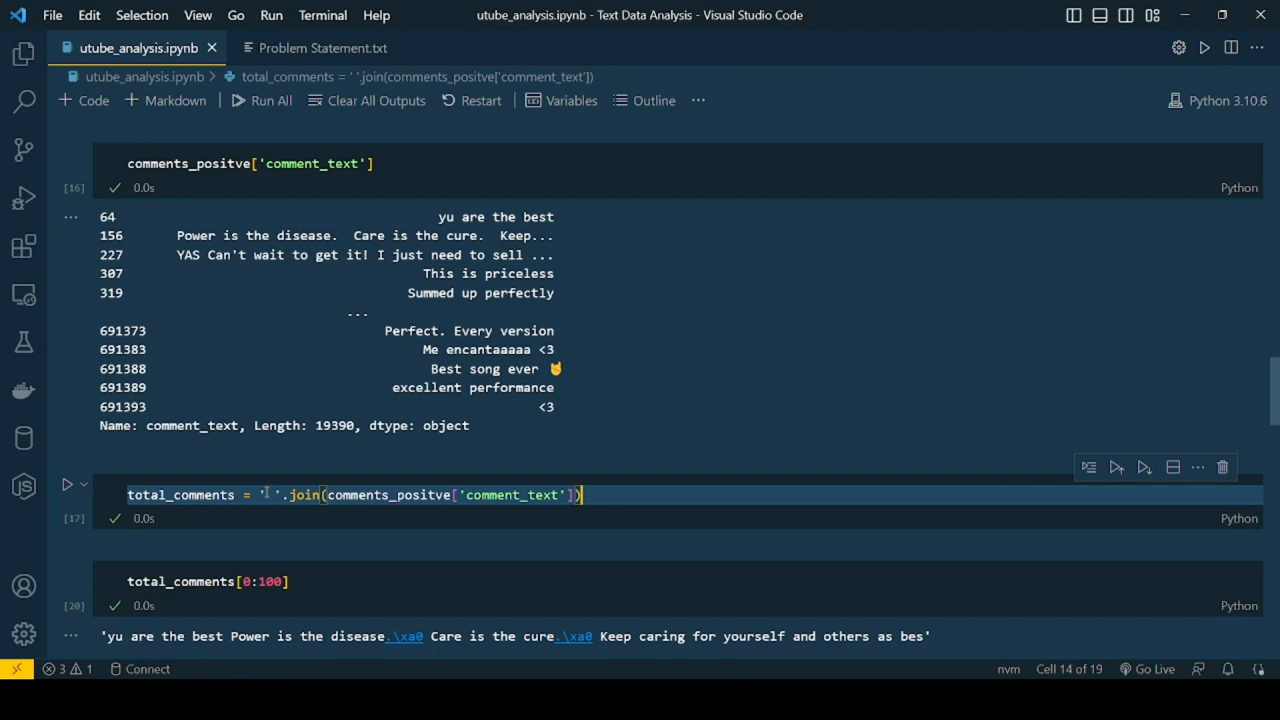 File Edit Selection View Go Run Terminal Help utube_analysis.ipynb - Text Data Analysis - Visual Studio Code
utube_analysis.ipynb Problem Statement.txt
utube_analysis.ipynb > total_comments = ' '.join(comments_positve['comment_text'])
+ Code + Markdown Run All Clear All Outputs Restart Variables Outline ... Python 3.10.6
comments_positve['comment_text']
[16] 0.0s Python
... 64 yu are the best
156 Power is the disease. Care is the cure. Keep...
227 YAS Can't wait to get it! I just need to sell ...
307 This is priceless
319 Summed up perfectly
...
691373 Perfect. Every version
691383 Me encantaaaaa <3
691388 Best song ever 🤘
691389 excellent performance
691393 <3
Name: comment_text, Length: 19390, dtype: object
total_comments = ' '.join(comments_positve['comment_text'])
[17] 0.0s Python
total_comments[0:100]
[20] 0.0s Python
... 'yu are the best Power is the disease.\xa0 Care is the cure.\xa0 Keep caring for yourself and others as bes'
3 1 Connect nvm Cell 14 of 19 Go Live